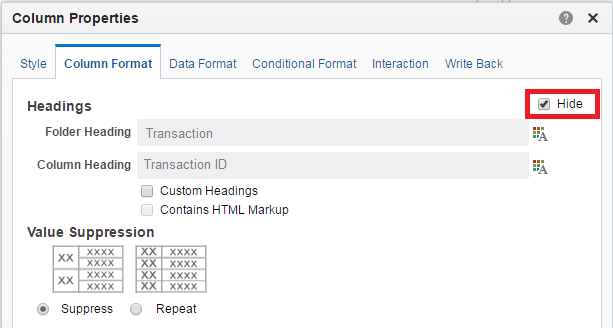 Column Properties
Style Column Format Data Format Conditional Format Interaction Write Back
Headings Hide
Folder Heading Transaction
Column Heading Transaction ID
Custom Headings
Contains HTML Markup
Value Suppression
XX XXXX XX XXXX
XXXX XX XXXX
XX XXXX XX XXXX
XXXX XX XXXX
Suppress Repeat